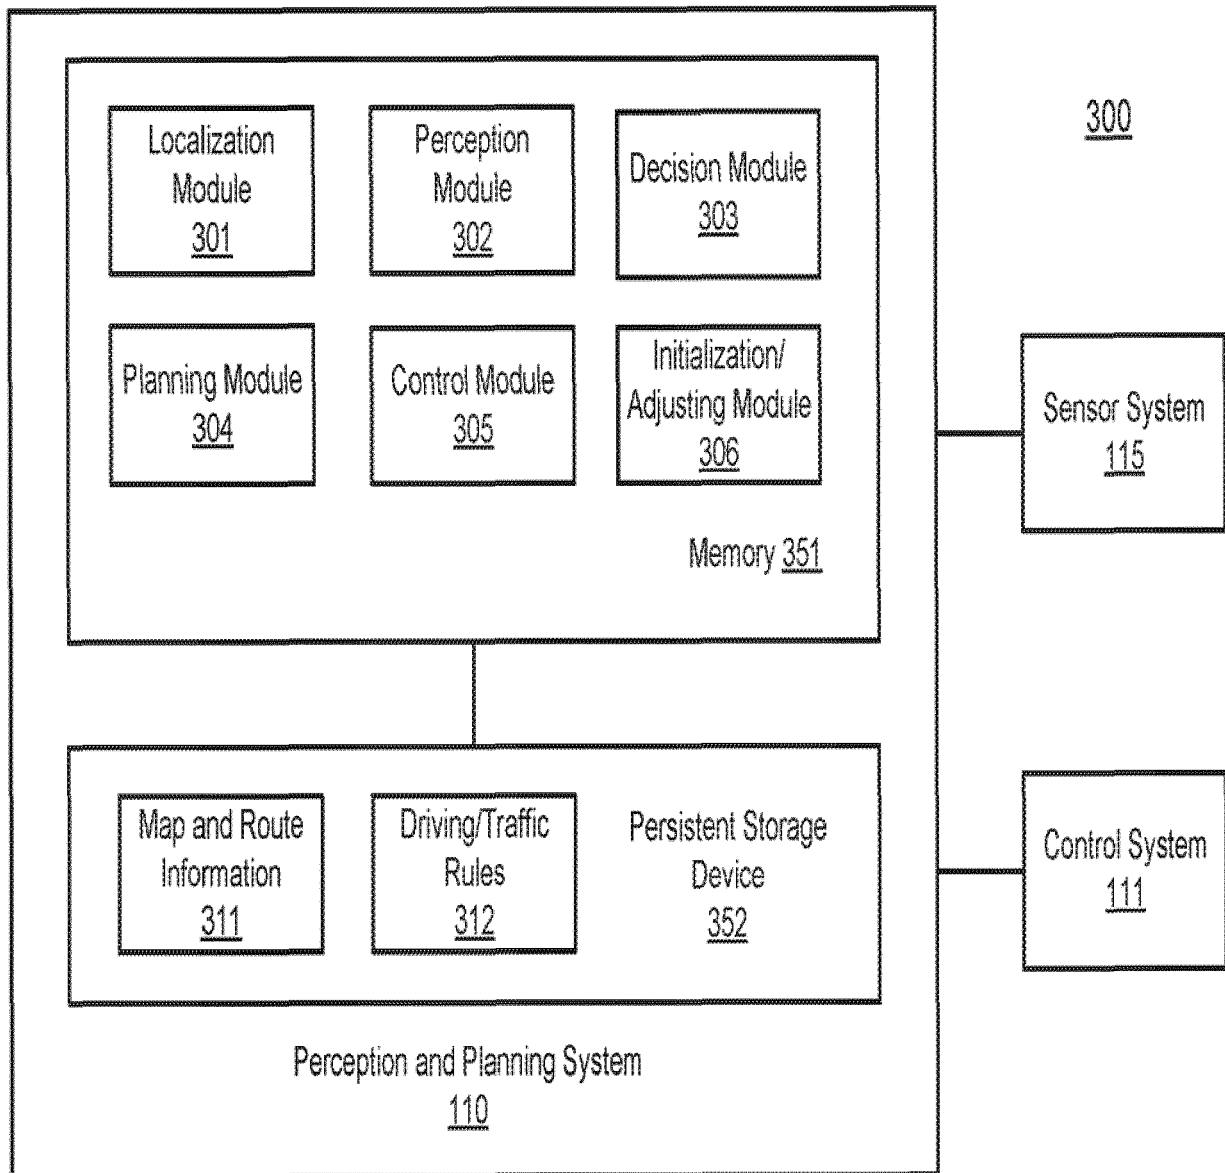 300
Localization
Module
301
Perception
Module
302
Decision Module
303
Planning Module
304
Control Module
305
Initialization/
Adjusting Module
306
Memory 351
Sensor System
115
Map and Route
Information
311
Driving/Traffic
Rules
312
Persistent Storage
Device
352
Control System
111
Perception and Planning System
110